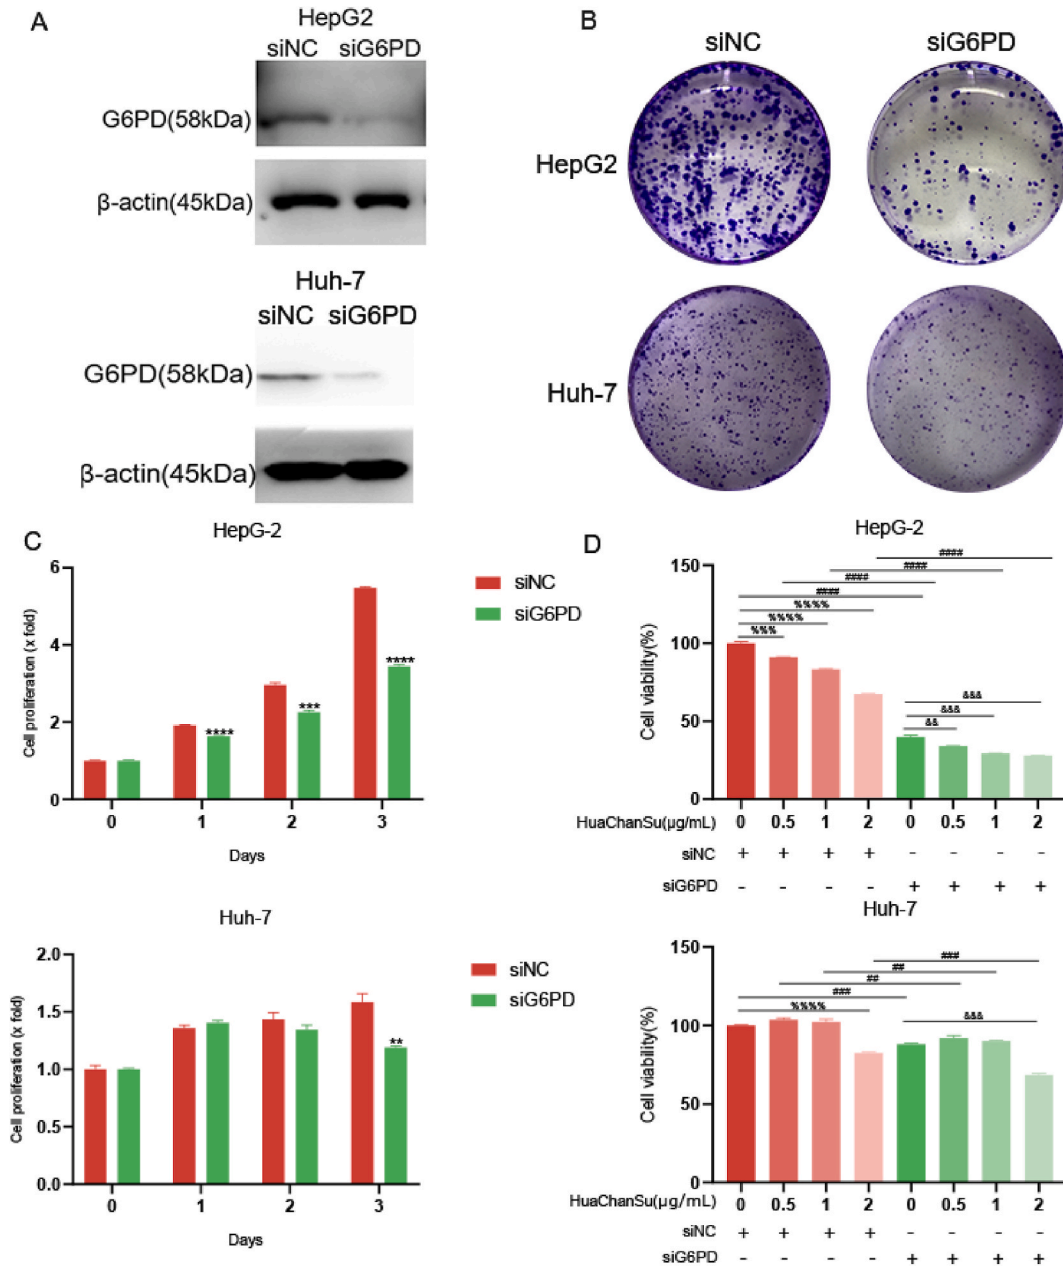 A
HepG2
siNC siG6PD
G6PD(58kDa)
β-actin(45kDa)
Huh-7
siNC siG6PD
G6PD(58kDa)
β-actin(45kDa)
B
siNC siG6PD
HepG2
Huh-7
C
HepG-2
Cell proliferation (x fold)
6
4
2
0
****
***
****
0 1 2 3
Days
siNC
siG6PD
Huh-7
Cell proliferation (x fold)
2.0
1.5
1.0
0.5
0.0
**
0 1 2 3
Days
siNC
siG6PD
D
HepG-2
Cell viability(%)
150
100
50
0
####
####
####
####
%%%%
%%%%
%%%
&&&
&&&
&&
HuaChanSu(μg/mL) 0 0.5 1 2 0 0.5 1 2
siNC + + + + - - - -
siG6PD - - - - + + + +
Huh-7
Cell viability(%)
150
100
50
0
###
##
##
###
%%%%
&&&
HuaChanSu(μg/mL) 0 0.5 1 2 0 0.5 1 2
siNC + + + + - - - -
siG6PD - - - - + + + +